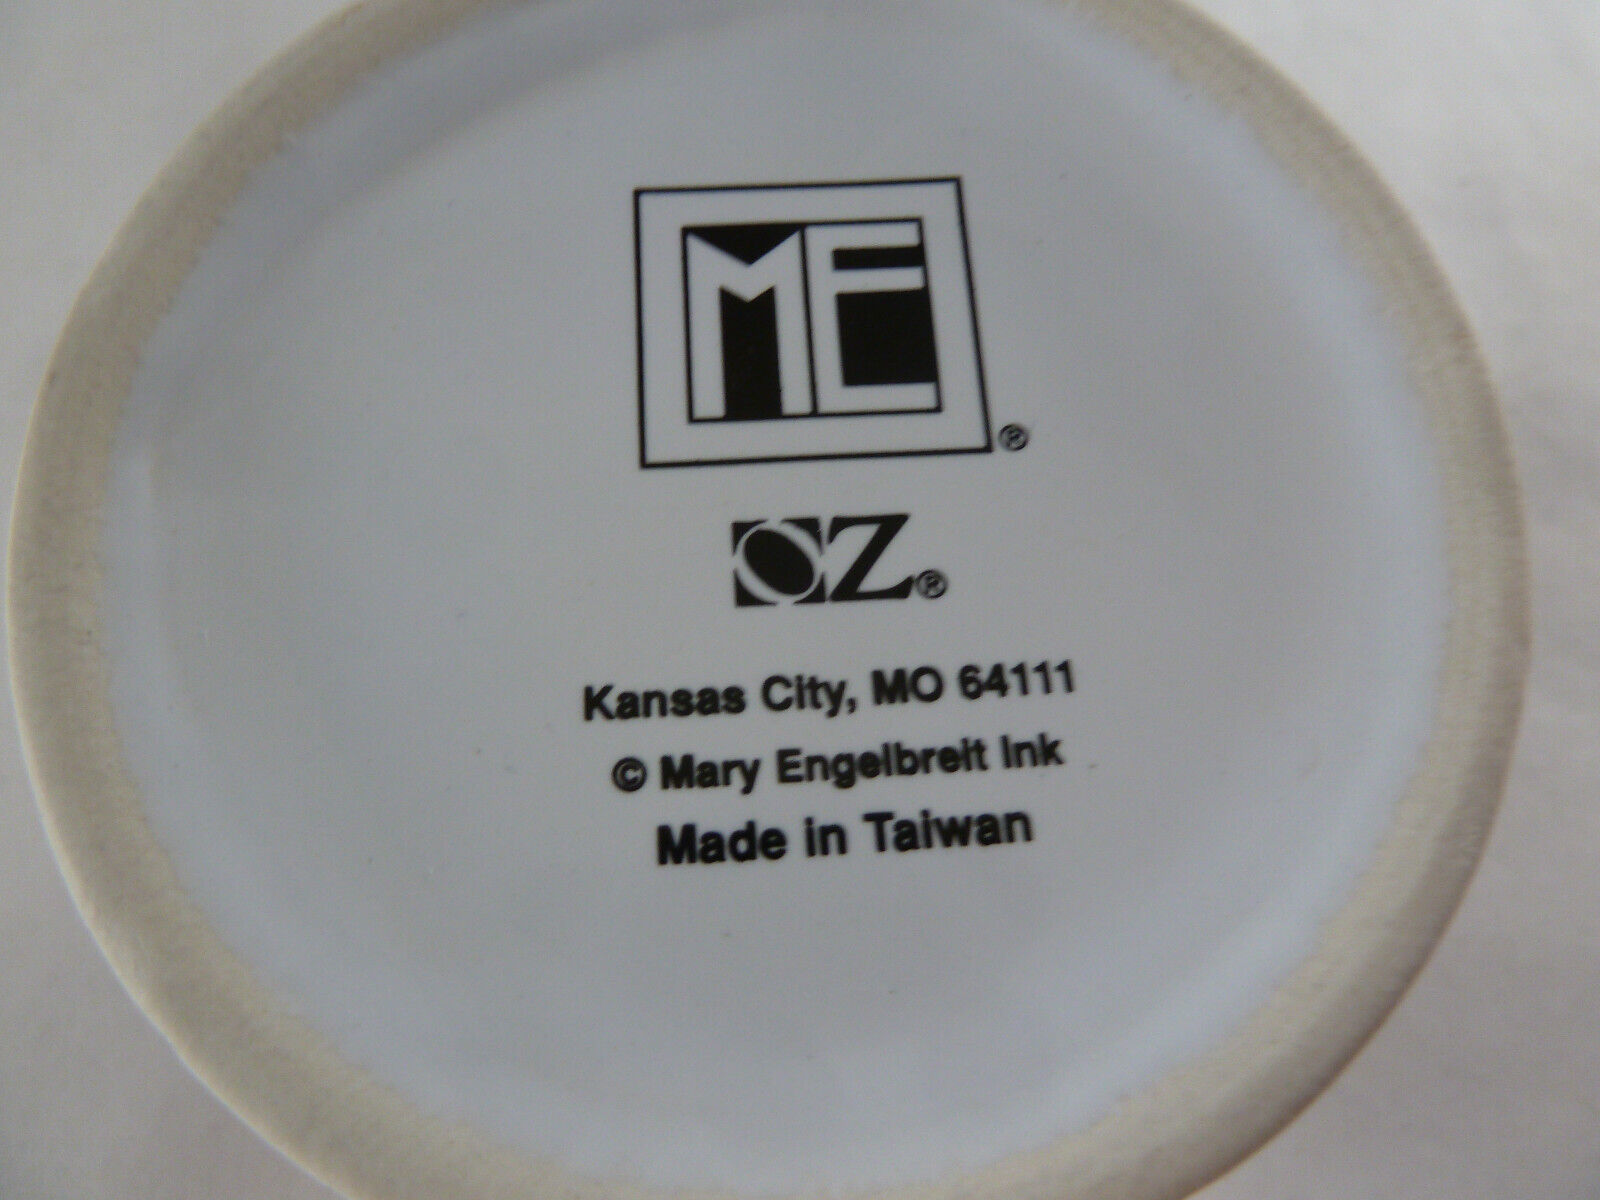 ME®
OZ®
Kansas City, MO 64111
© Mary Engelbreit Ink
Made in Taiwan